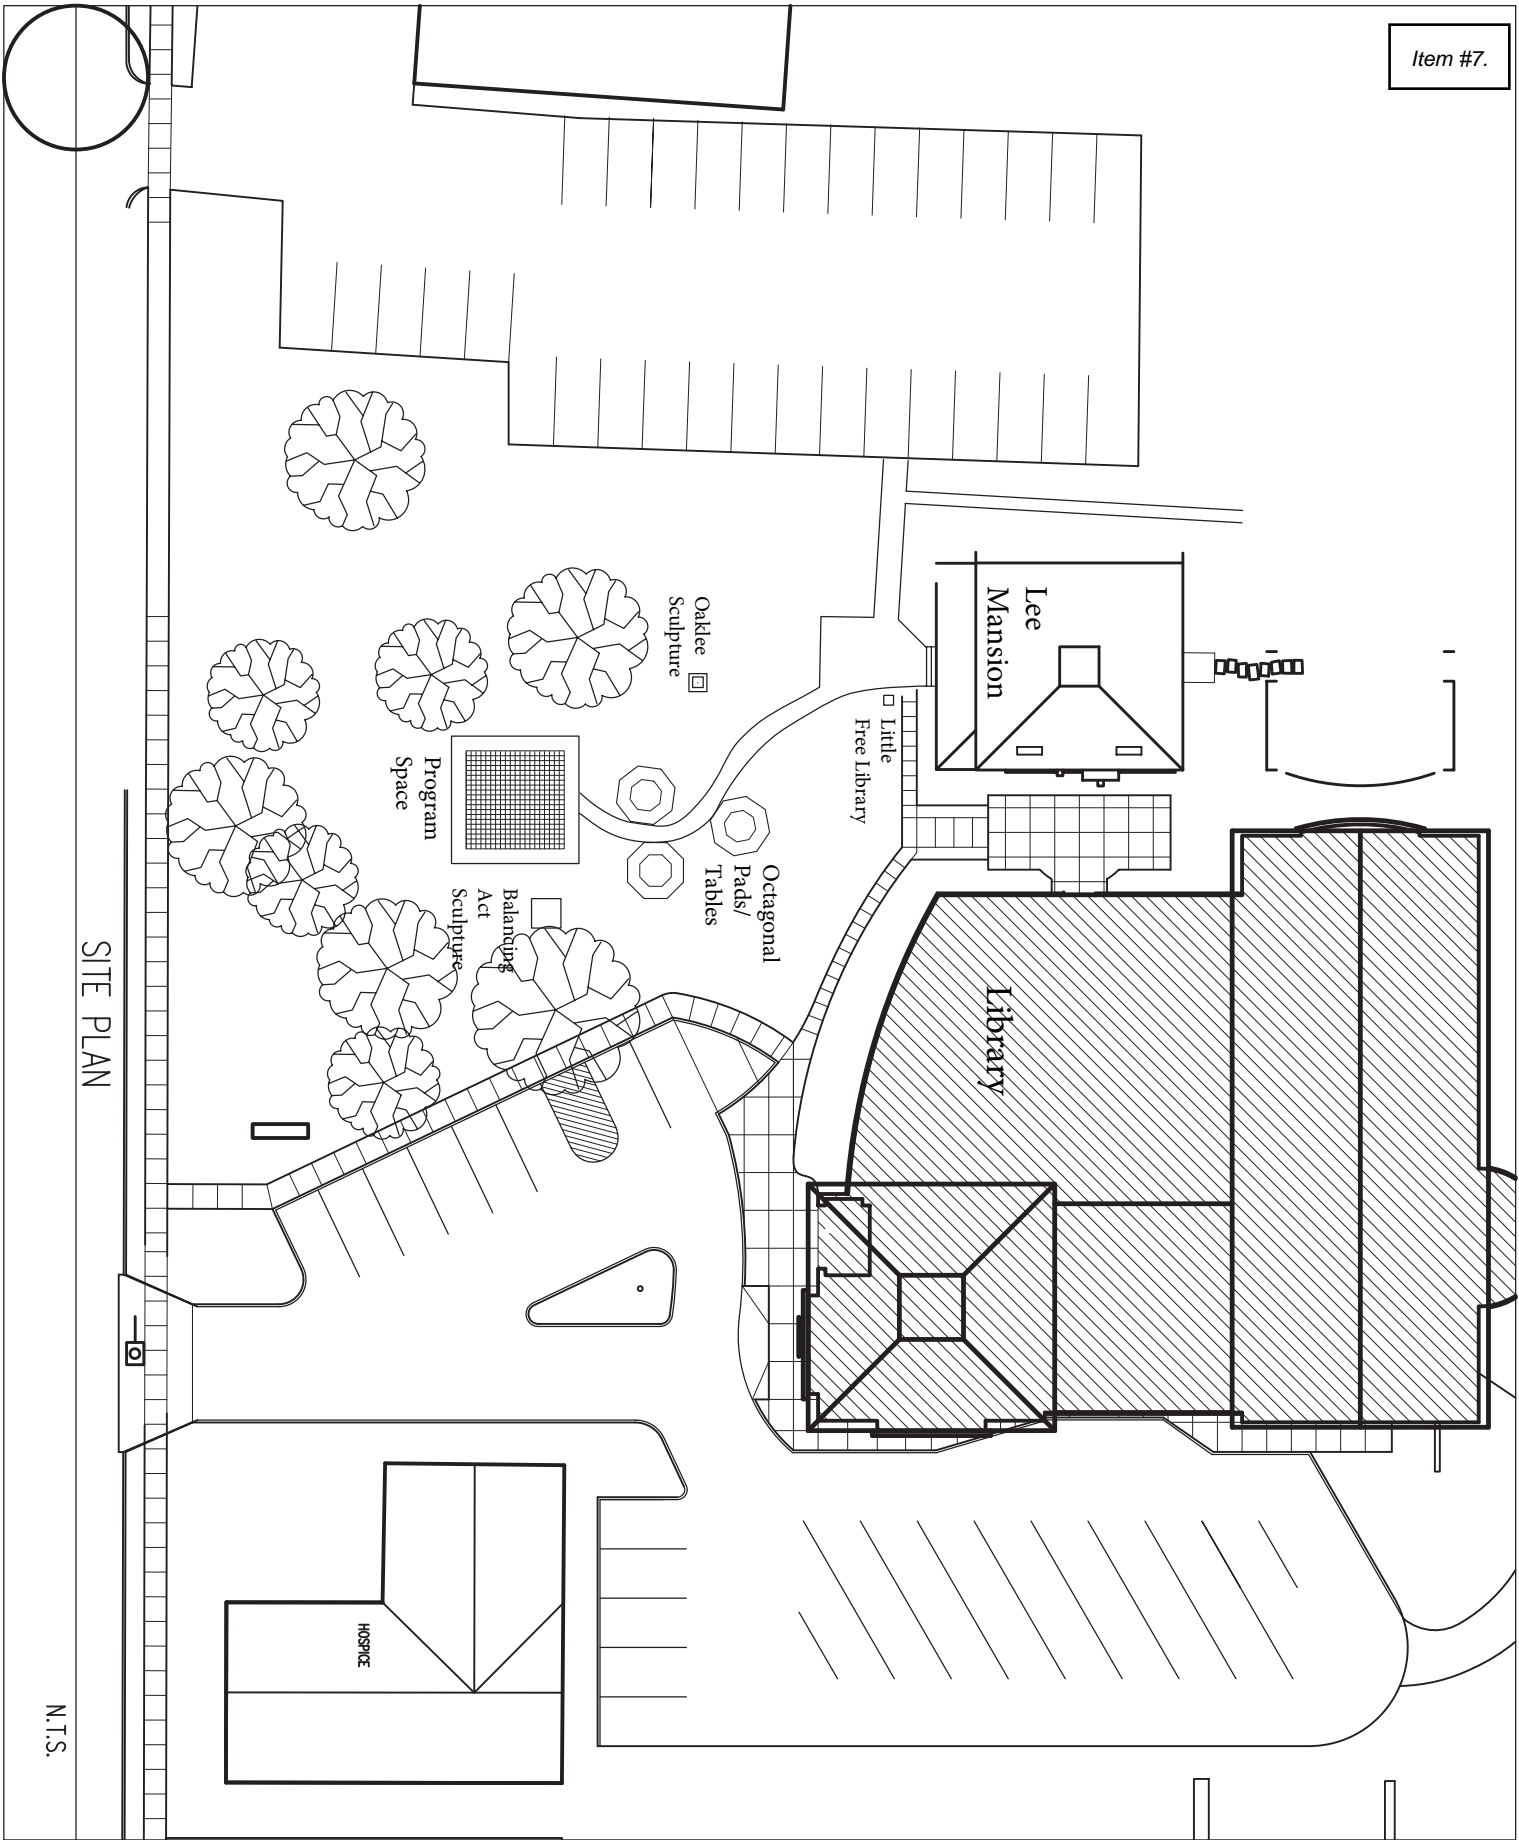 Item #7.
Lee
Mansion
Oaklee
Sculpture
Little
Free Library
Program
Space
Octagonal
Pads/
Tables
Balancing
Act
Sculpture
Library
HOSPICE
SITE PLAN
N.T.S.